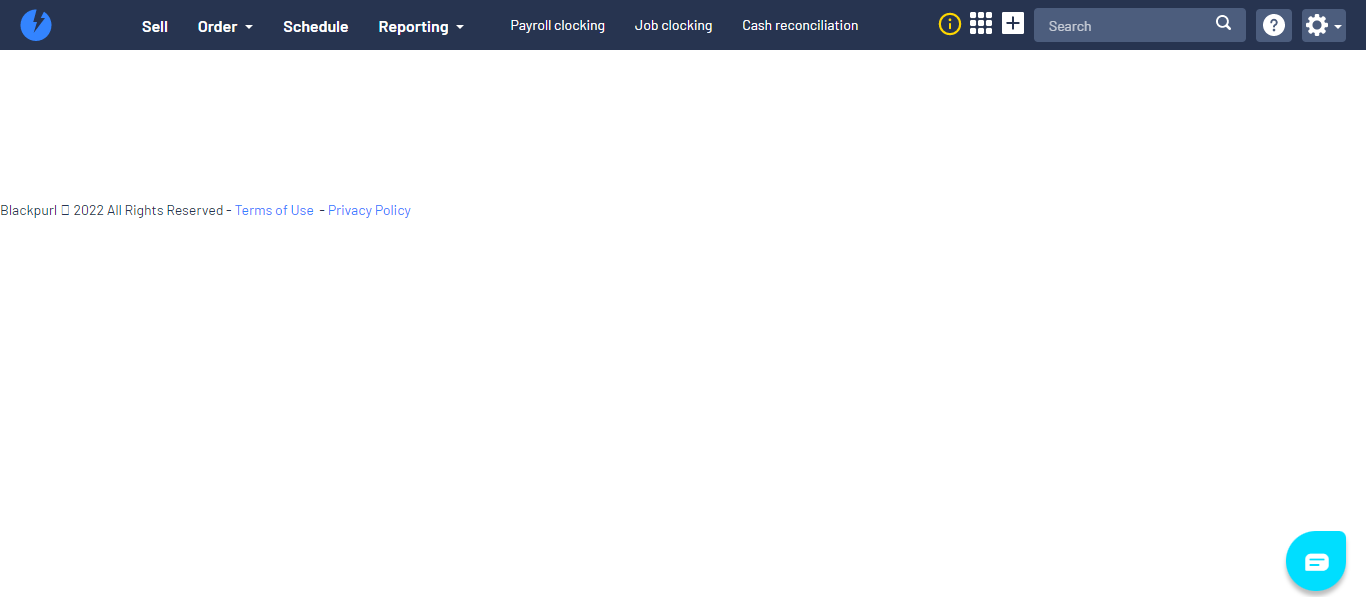 Sell Order Schedule Reporting Payroll clocking Job clocking Cash reconciliation Search
Blackpurl 2022 All Rights Reserved - Terms of Use - Privacy Policy